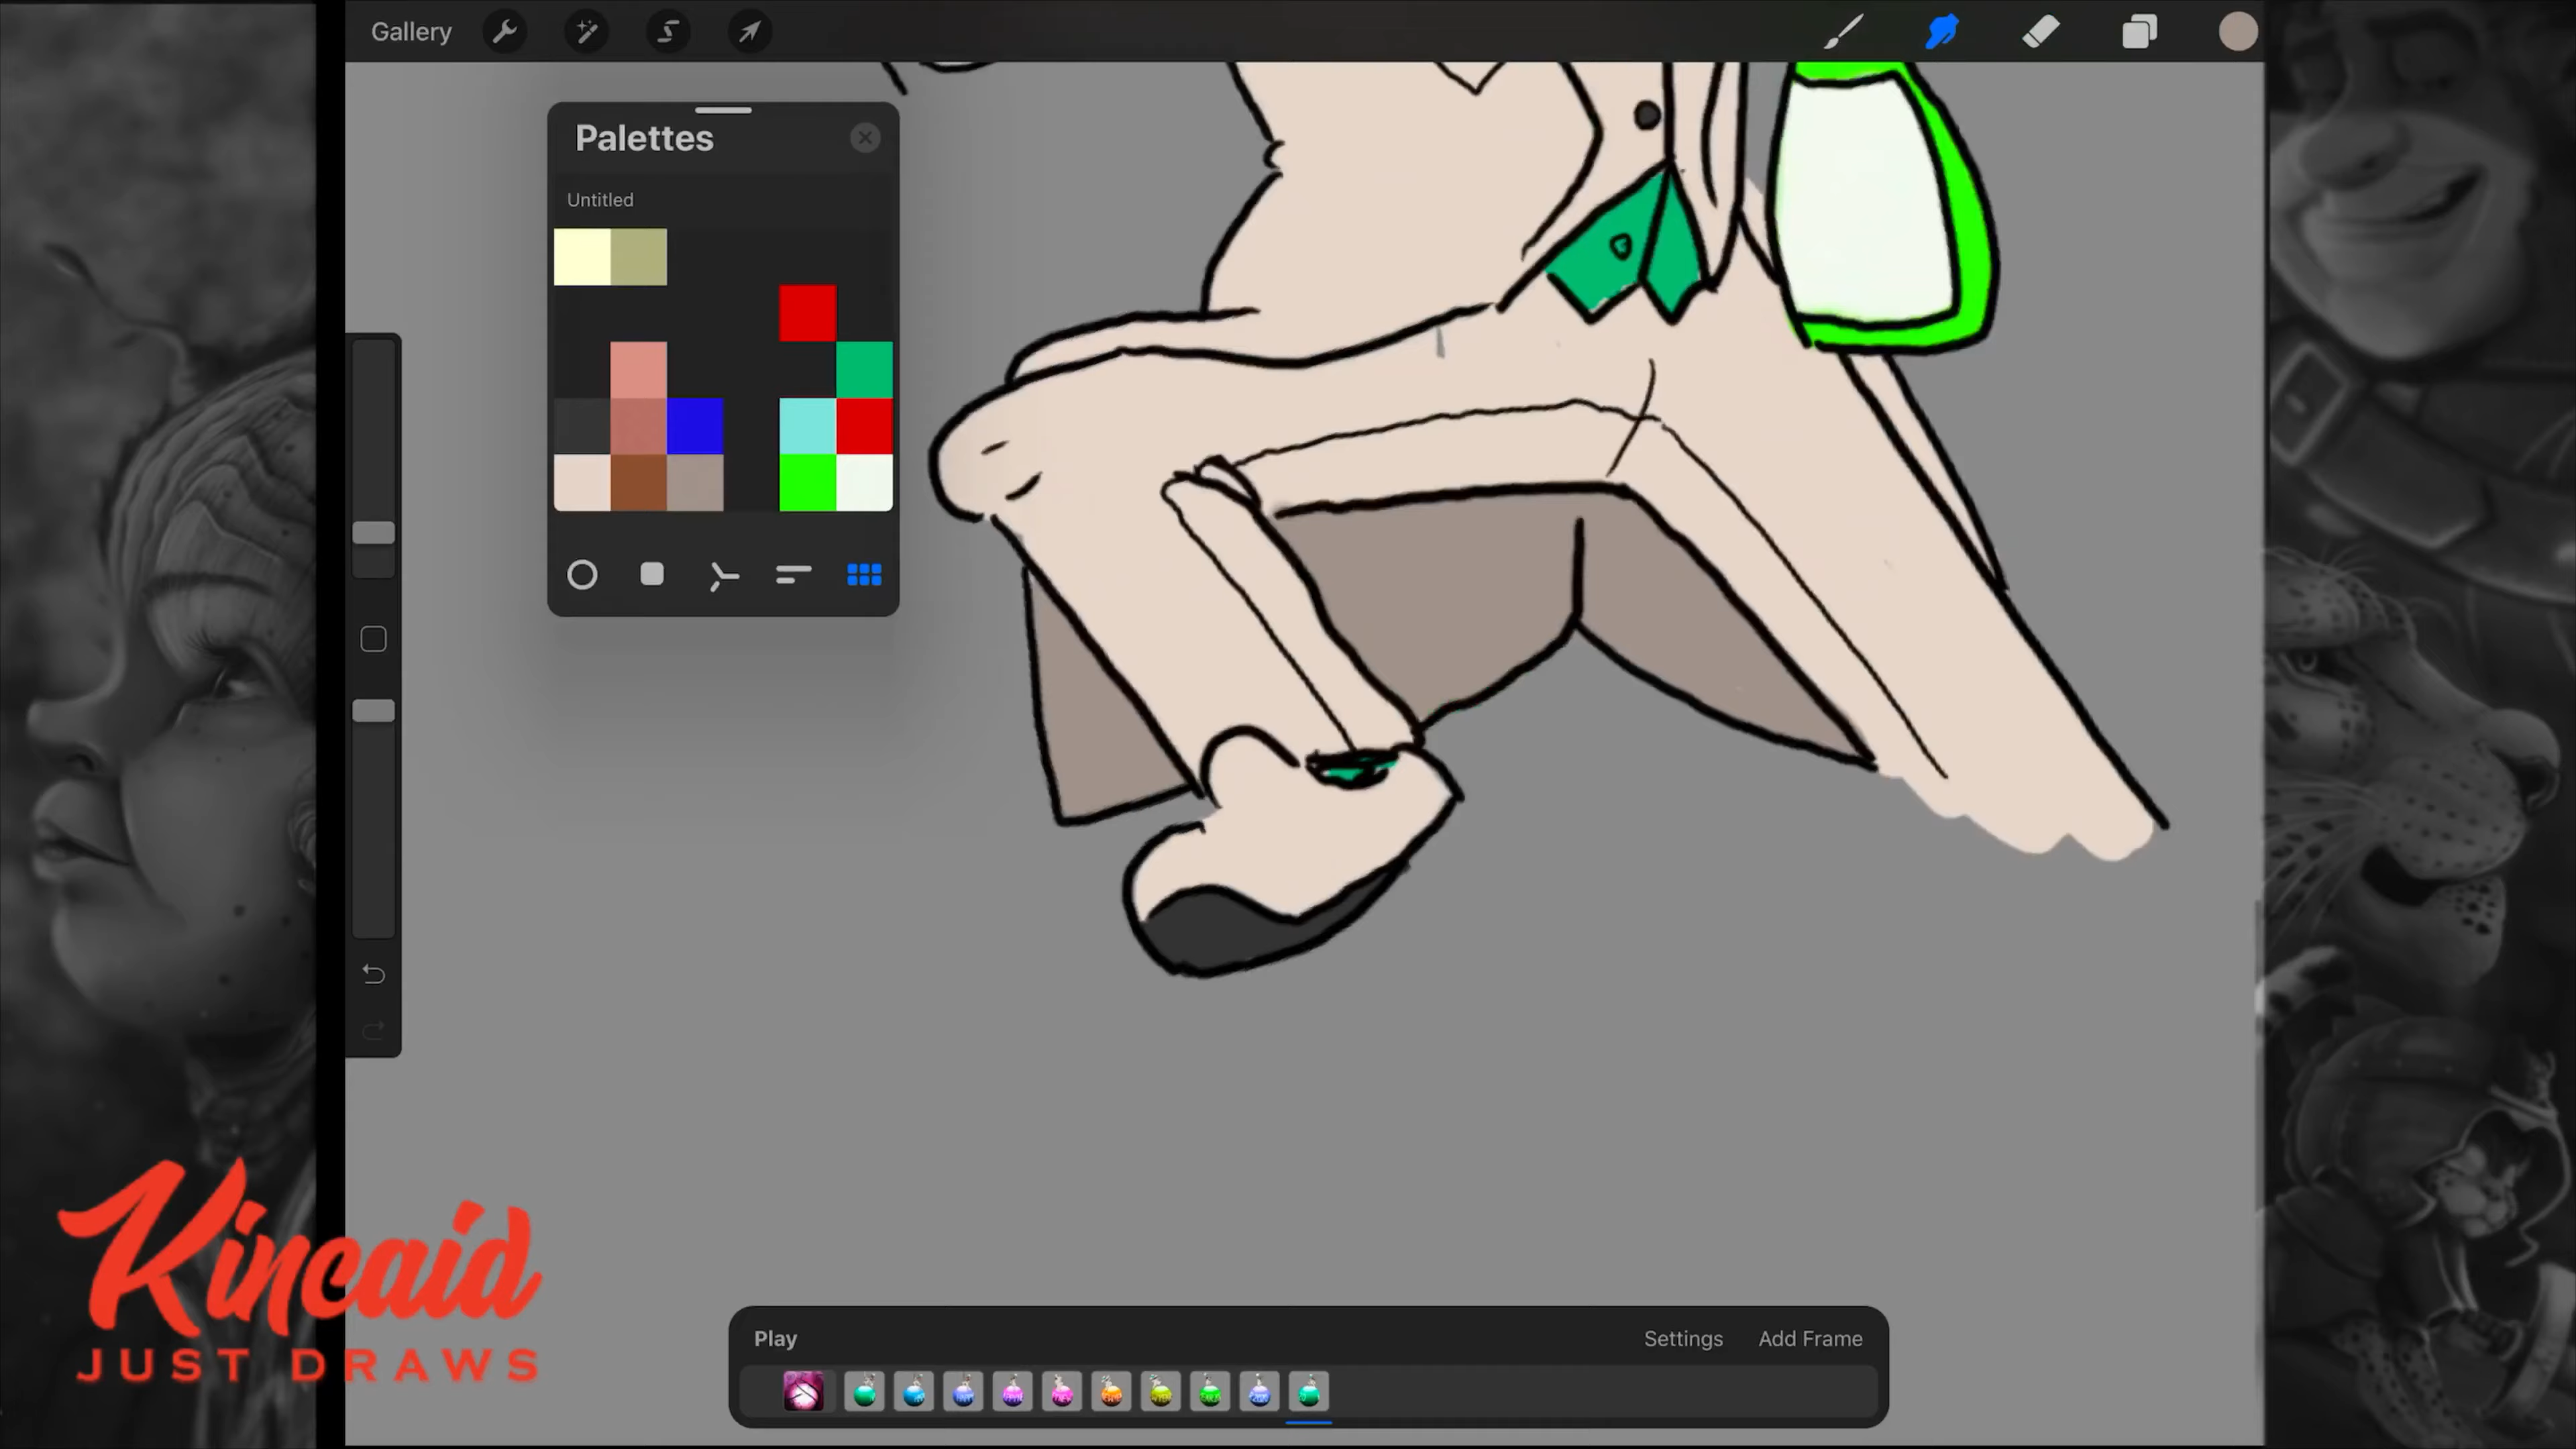 Gallery
Palettes
Untitled
Kincaid
JUST DRAWS
Play
Settings
Add Frame